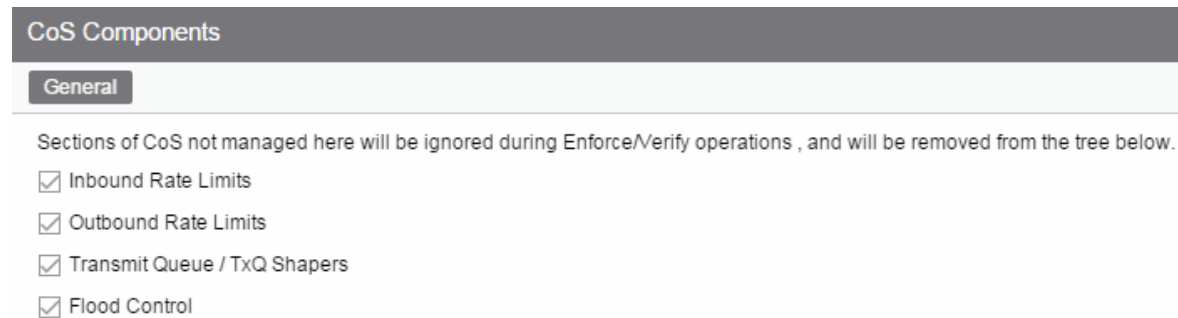 CoS Components
General
Sections of CoS not managed here will be ignored during Enforce/Verify operations , and will be removed from the tree below.
Inbound Rate Limits
Outbound Rate Limits
Transmit Queue / TxQ Shapers
Flood Control